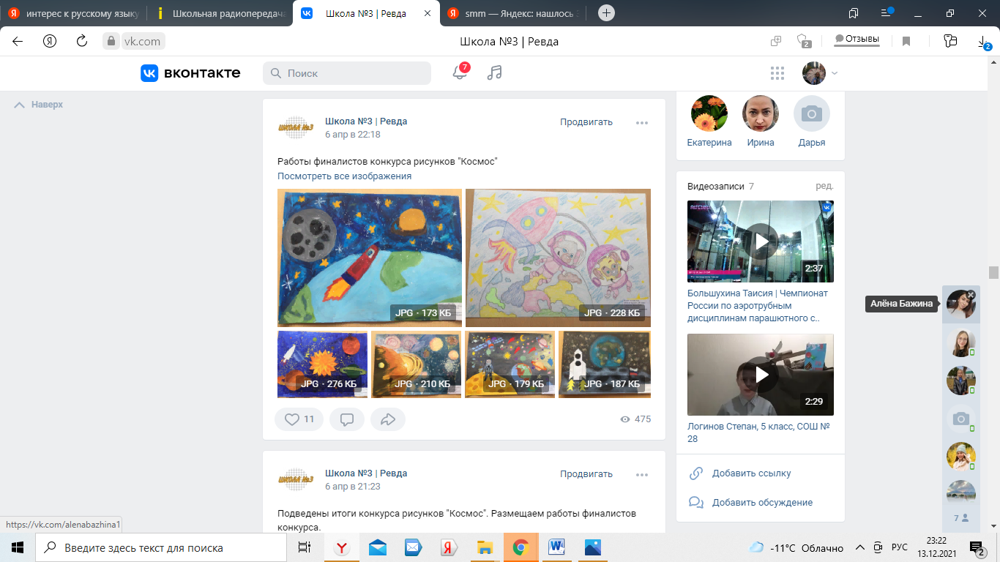 интерес к русскому языку
Школьная радиопередача
Школа №3 | Ревда
smm — Яндекс: нашлось
vk.com
Школа №3 | Ревда
2
Отзывы
2
вконтакте
Поиск
7
Наверх
Школа №3 | Ревда
6 апр в 22:18
Продвигать
Работы финалистов конкурса рисунков "Космос"
Посмотреть все изображения
JPG · 173 КБ
JPG · 228 КБ
JPG · 276 КБ
JPG · 210 КБ
JPG · 179 КБ
JPG · 187 КБ
11
475
ШКОЛА №3
Школа №3 | Ревда
6 апр в 21:23
Продвигать
ШКОЛА №3
Подведены итоги конкурса рисунков "Космос". Размещаем работы финалистов
конкурса.
Екатерина
Ирина
Дарья
Видеозаписи 7
ред.
2:37
Большухина Таисия | Чемпионат
России по аэротрубным
дисциплинам парашютного с..
2:29
Логинов Степан, 5 класс, СОШ №
28
Добавить ссылку
Добавить обсуждение
Алёна Бажина
7
https://vk.com/alenabazhina1
Введите здесь текст для поиска
-11°C Облачно
РУС
23:22
13.12.2021
2